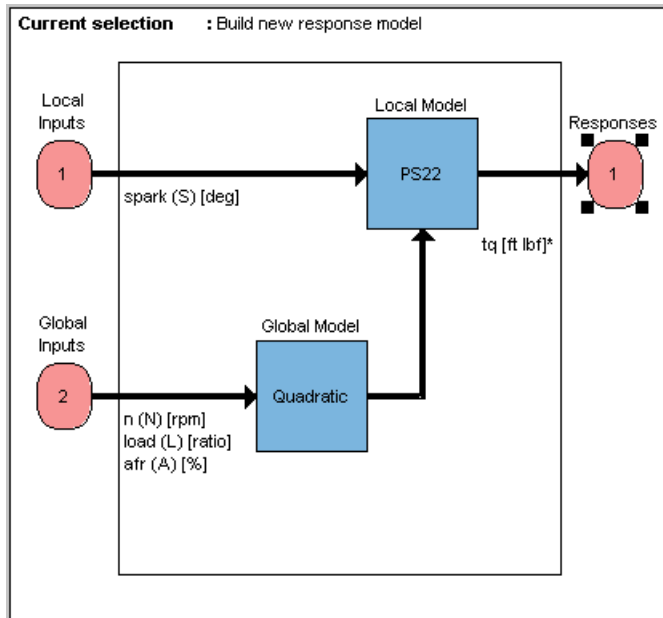 Current selection : Build new response model
Local
Inputs
1
spark (S) [deg]
Local Model
PS22
Responses
1
tq [ft lbf]*
Global
Inputs
2
n (N) [rpm]
load (L) [ratio]
afr (A) [%]
Global Model
Quadratic